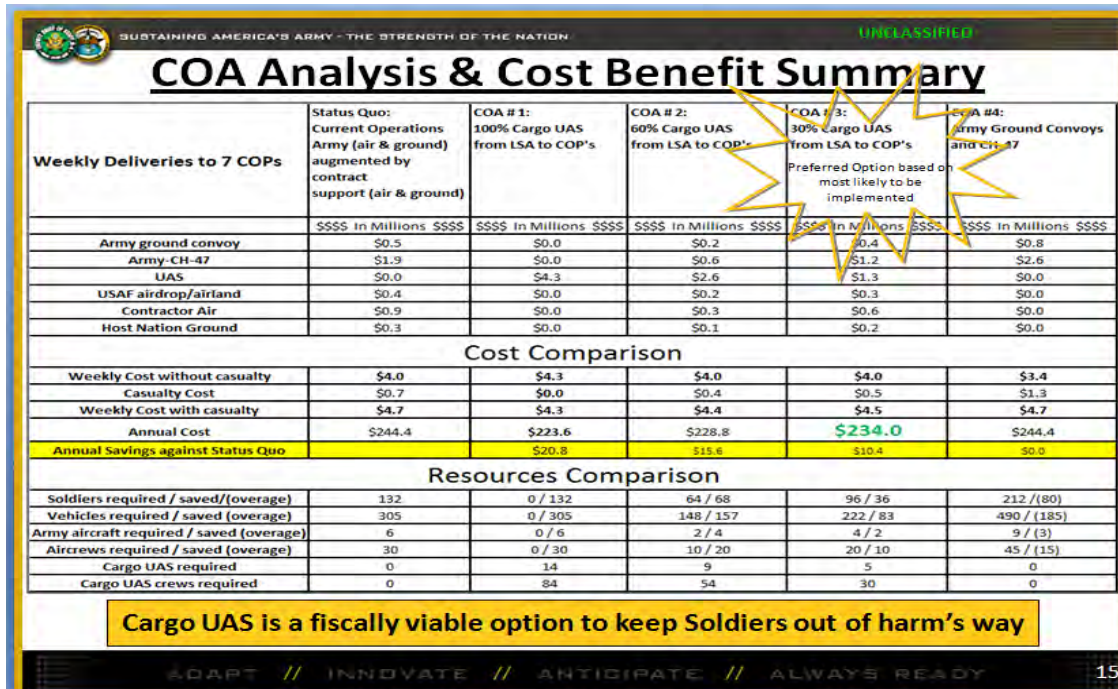 SUSTAINING AMERICA'S ARMY - THE STRENGTH OF THE NATION
UNCLASSIFIED
COA Analysis & Cost Benefit Summary
Weekly Deliveries to 7 COPs
Status Quo:
Current Operations
Army (air & ground)
augmented by
contract
support (air & ground)
COA # 1:
100% Cargo UAS
from LSA to COP's
COA # 2:
60% Cargo UAS
from LSA to COP's
COA #3:
30% Cargo UAS
from LSA to COP's
Preferred Option based on
most likely to be
implemented
COA #4:
Army Ground Convoys
and CH-47
$$$$ In Millions $$$$ $$$$ In Millions $$$$ $$$$ In Millions $$$$ $$$$ In Millions $$$$ $$$$ In Millions $$$$
Army ground convoy $0.5 $0.0 $0.2 $0.4 $0.8
Army-CH-47 $1.9 $0.0 $0.6 $1.2 $2.6
UAS $0.0 $4.3 $2.6 $1.3 $0.0
USAF airdrop/airland $0.4 $0.0 $0.2 $0.3 $0.0
Contractor Air $0.9 $0.0 $0.3 $0.6 $0.0
Host Nation Ground $0.3 $0.0 $0.1 $0.2 $0.0
Cost Comparison
Weekly Cost without casualty $4.0 $4.3 $4.0 $4.0 $3.4
Casualty Cost $0.7 $0.0 $0.4 $0.5 $1.3
Weekly Cost with casualty $4.7 $4.3 $4.4 $4.5 $4.7
Annual Cost $244.4 $223.6 $228.8 $234.0 $244.4
Annual Savings against Status Quo $20.8 $15.6 $10.4 $0.0
Resources Comparison
Soldiers required / saved/(overage) 132 0 / 132 64 / 68 96 / 36 212 /(80)
Vehicles required / saved (overage) 305 0 / 305 148 / 157 222 / 83 490 / (185)
Army aircraft required / saved (overage) 6 0 / 6 2 / 4 4 / 2 9 / (3)
Aircrews required / saved (overage) 30 0 / 30 10 / 20 20 / 10 45 / (15)
Cargo UAS required 0 14 9 5 0
Cargo UAS crews required 0 84 54 30 0
Cargo UAS is a fiscally viable option to keep Soldiers out of harm's way
ADAPT // INNOVATE // ANTICIPATE // ALWAYS READY
15